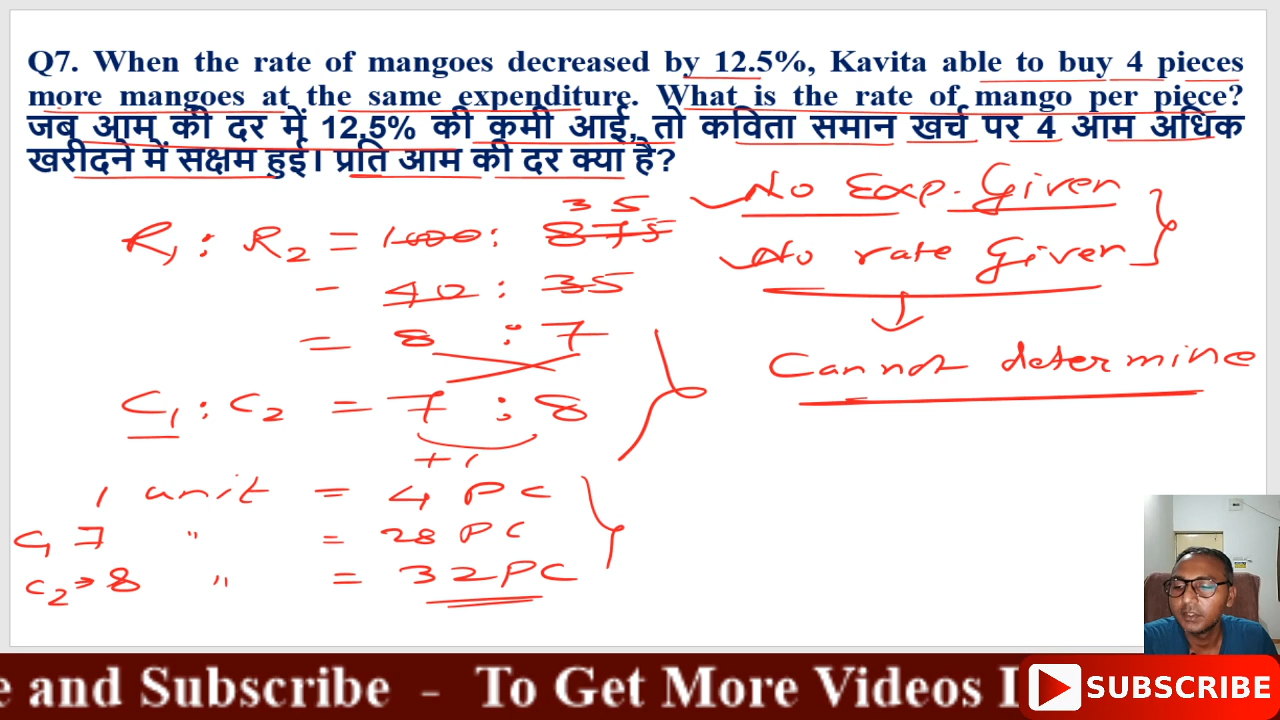 Q7. When the rate of mangoes decreased by 12.5%, Kavita able to buy 4 pieces
more mangoes at the same expenditure. What is the rate of mango per piece?
जब आम की दर में 12.5% की कमी आई, तो कविता समान खर्च पर 4 आम अधिक
खरीदने में सक्षम हुई। प्रति आम की दर क्या है?
No Exp. Given
35
R1 : R2 = 1000 : 875
No rate Given
= 40 : 35
= 8 : 7
Cannot determine
C1 : C2 = 7 : 8
+1
1 unit = 4 PC
C1 7 " = 28 PC
C2 → 8 " = 32 PC
e and Subscribe - To Get More Videos I
SUBSCRIBE